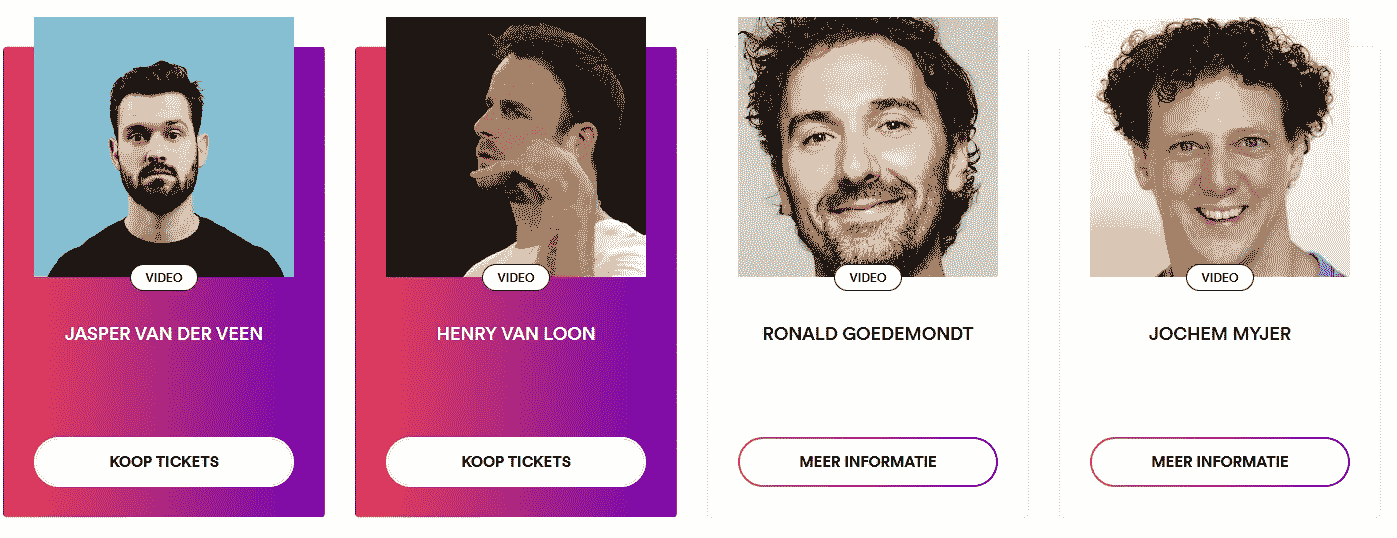 VIDEO
JASPER VAN DER VEEN
KOOP TICKETS
VIDEO
HENRY VAN LOON
KOOP TICKETS
VIDEO
RONALD GOEDEMONDT
MEER INFORMATIE
VIDEO
JOCHEM MYJER
MEER INFORMATIE